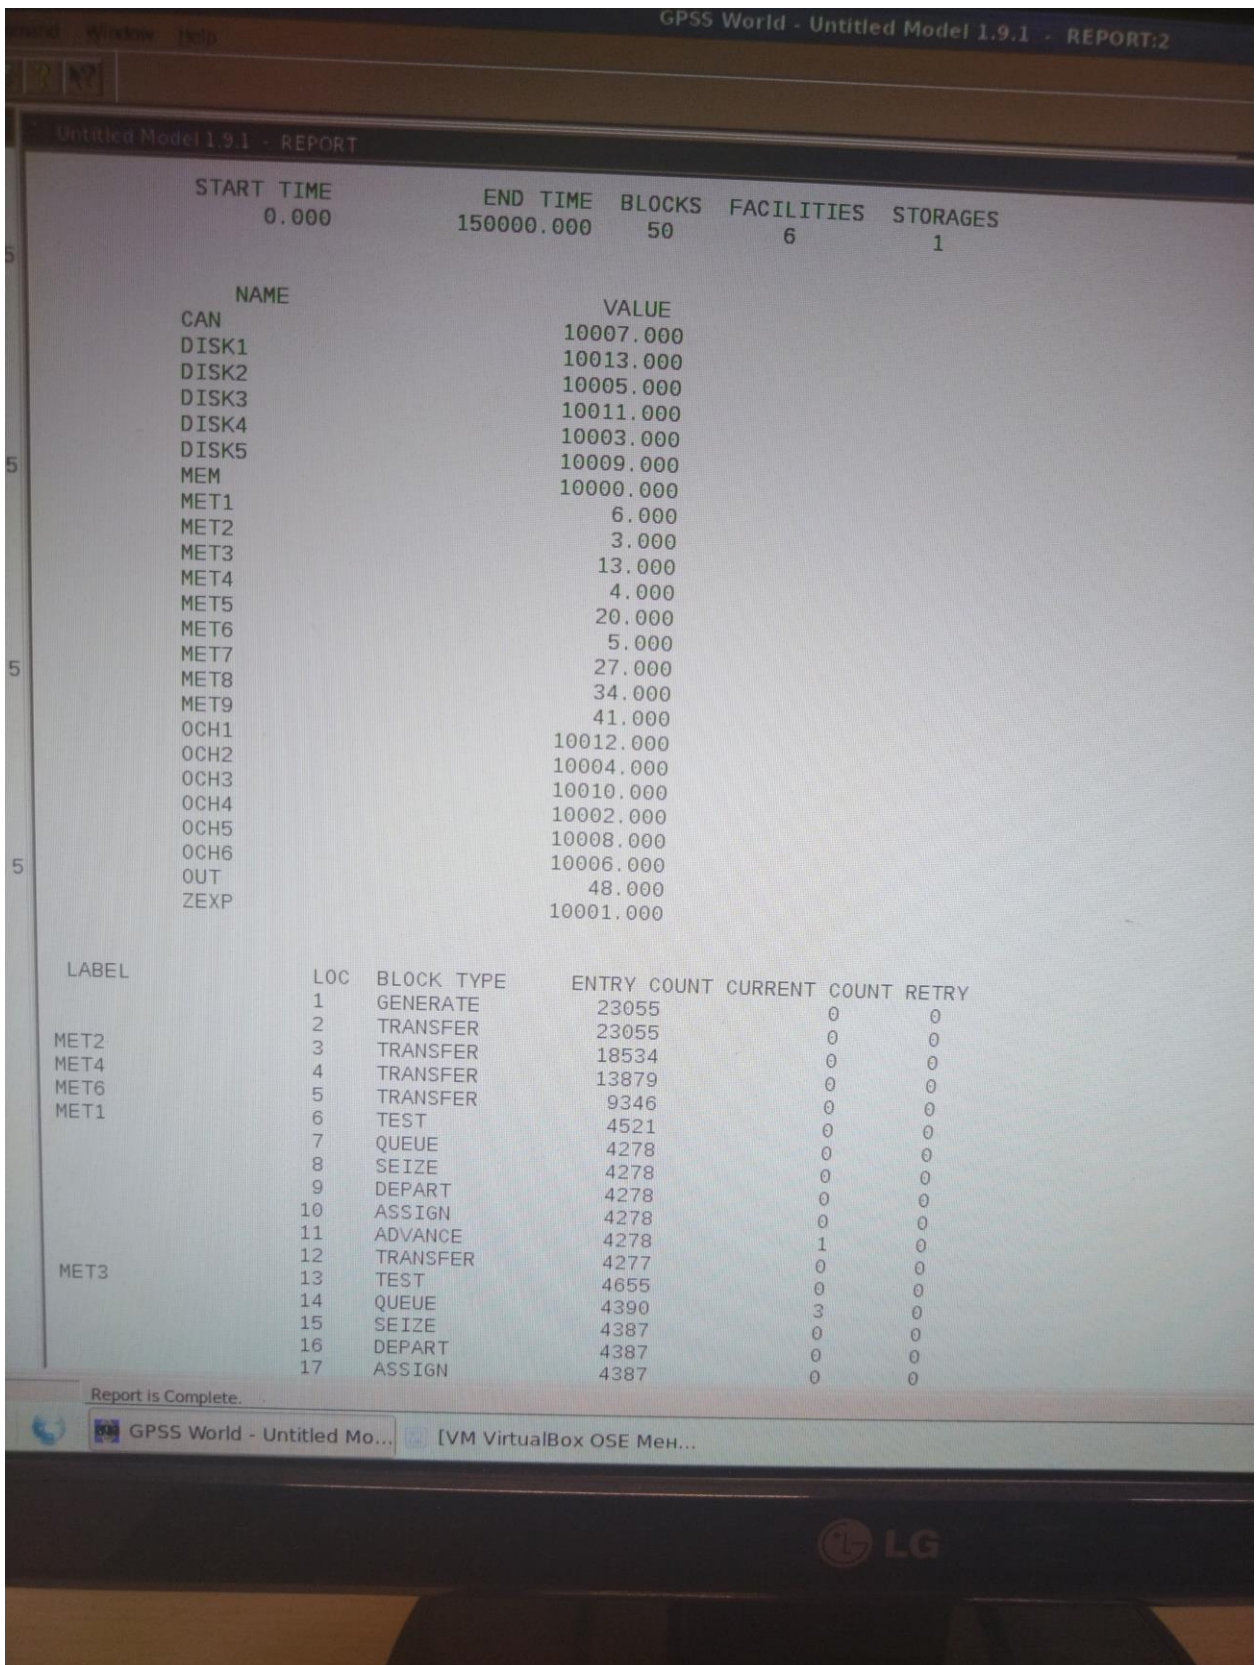 GPSS World - Untitled Model 1.9.1 - REPORT:2
Window Help
Untitled Model 1.9.1 - REPORT
START TIME END TIME BLOCKS FACILITIES STORAGES
0.000 150000.000 50 6 1
NAME VALUE
CAN 10007.000
DISK1 10013.000
DISK2 10005.000
DISK3 10011.000
DISK4 10003.000
DISK5 10009.000
MEM 10000.000
MET1 6.000
MET2 3.000
MET3 13.000
MET4 4.000
MET5 20.000
MET6 5.000
MET7 27.000
MET8 34.000
MET9 41.000
OCH1 10012.000
OCH2 10004.000
OCH3 10010.000
OCH4 10002.000
OCH5 10008.000
OCH6 10006.000
OUT 48.000
ZEXP 10001.000
LABEL LOC BLOCK TYPE ENTRY COUNT CURRENT COUNT RETRY
1 GENERATE 23055 0 0
2 TRANSFER 23055 0 0
MET2 3 TRANSFER 18534 0 0
MET4 4 TRANSFER 13879 0 0
MET6 5 TRANSFER 9346 0 0
MET1 6 TEST 4521 0 0
7 QUEUE 4278 0 0
8 SEIZE 4278 0 0
9 DEPART 4278 0 0
10 ASSIGN 4278 0 0
11 ADVANCE 4278 1 0
12 TRANSFER 4277 0 0
MET3 13 TEST 4655 0 0
14 QUEUE 4390 3 0
15 SEIZE 4387 0 0
16 DEPART 4387 0 0
17 ASSIGN 4387 0 0
Report is Complete.
GPSS World - Untitled Mo... [VM VirtualBox OSE Мен...
LG